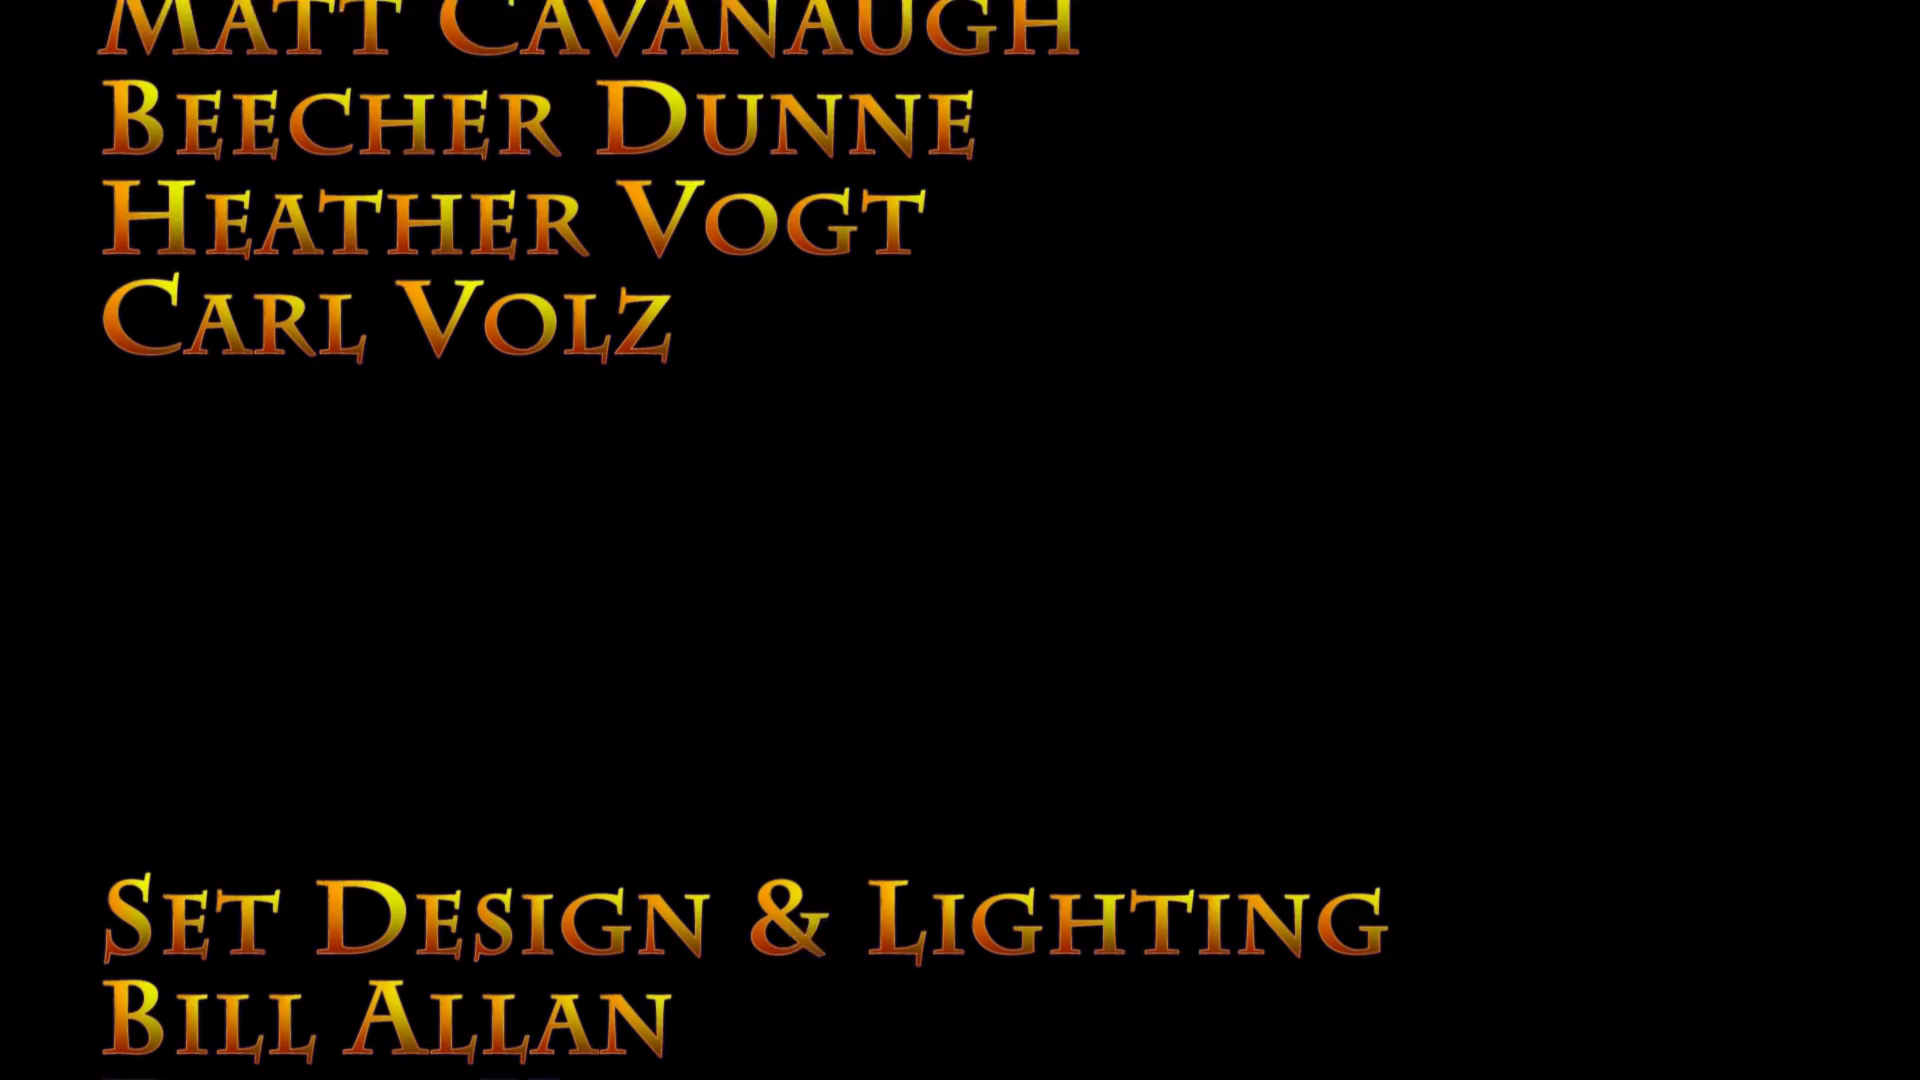 Matt Cavanaugh
Beecher Dunne
Heather Vogt
Carl Volz
Set Design & Lighting
Bill Allan